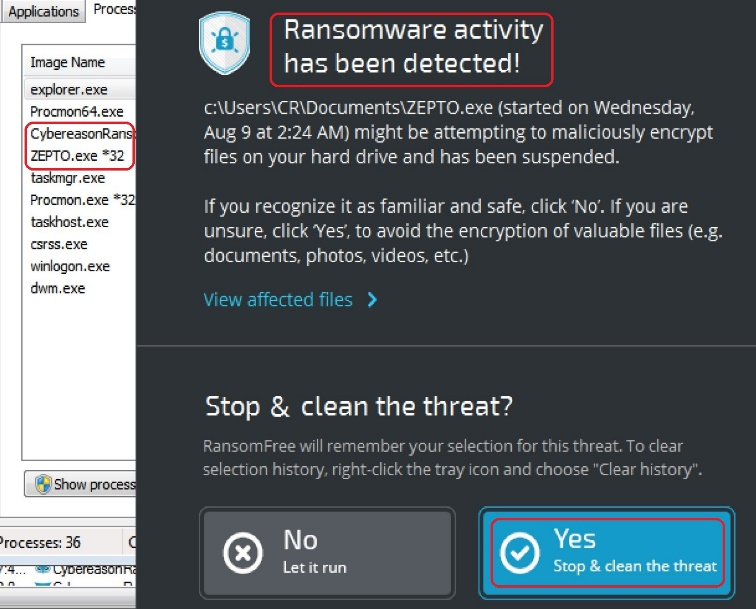 Applications
Process
Image Name
explorer.exe
Procmon64.exe
CybereasonRans
ZEPTO.exe *32
taskmgr.exe
Procmon.exe *32
taskhost.exe
csrss.exe
winlogon.exe
dwm.exe
Show process
Processes: 36
CybereasonRa
Ransomware activity
has been detected!
c:\Users\CR\Documents\ZEPTO.exe (started on Wednesday,
Aug 9 at 2:24 AM) might be attempting to maliciously encrypt
files on your hard drive and has been suspended.
If you recognize it as familiar and safe, click 'No'. If you are
unsure, click 'Yes', to avoid the encryption of valuable files (e.g.
documents, photos, videos, etc.)
View affected files
Stop & clean the threat?
RansomFree will remember your selection for this threat. To clear
selection history, right-click the tray icon and choose "Clear history".
No
Let it run
Yes
Stop & clean the threat